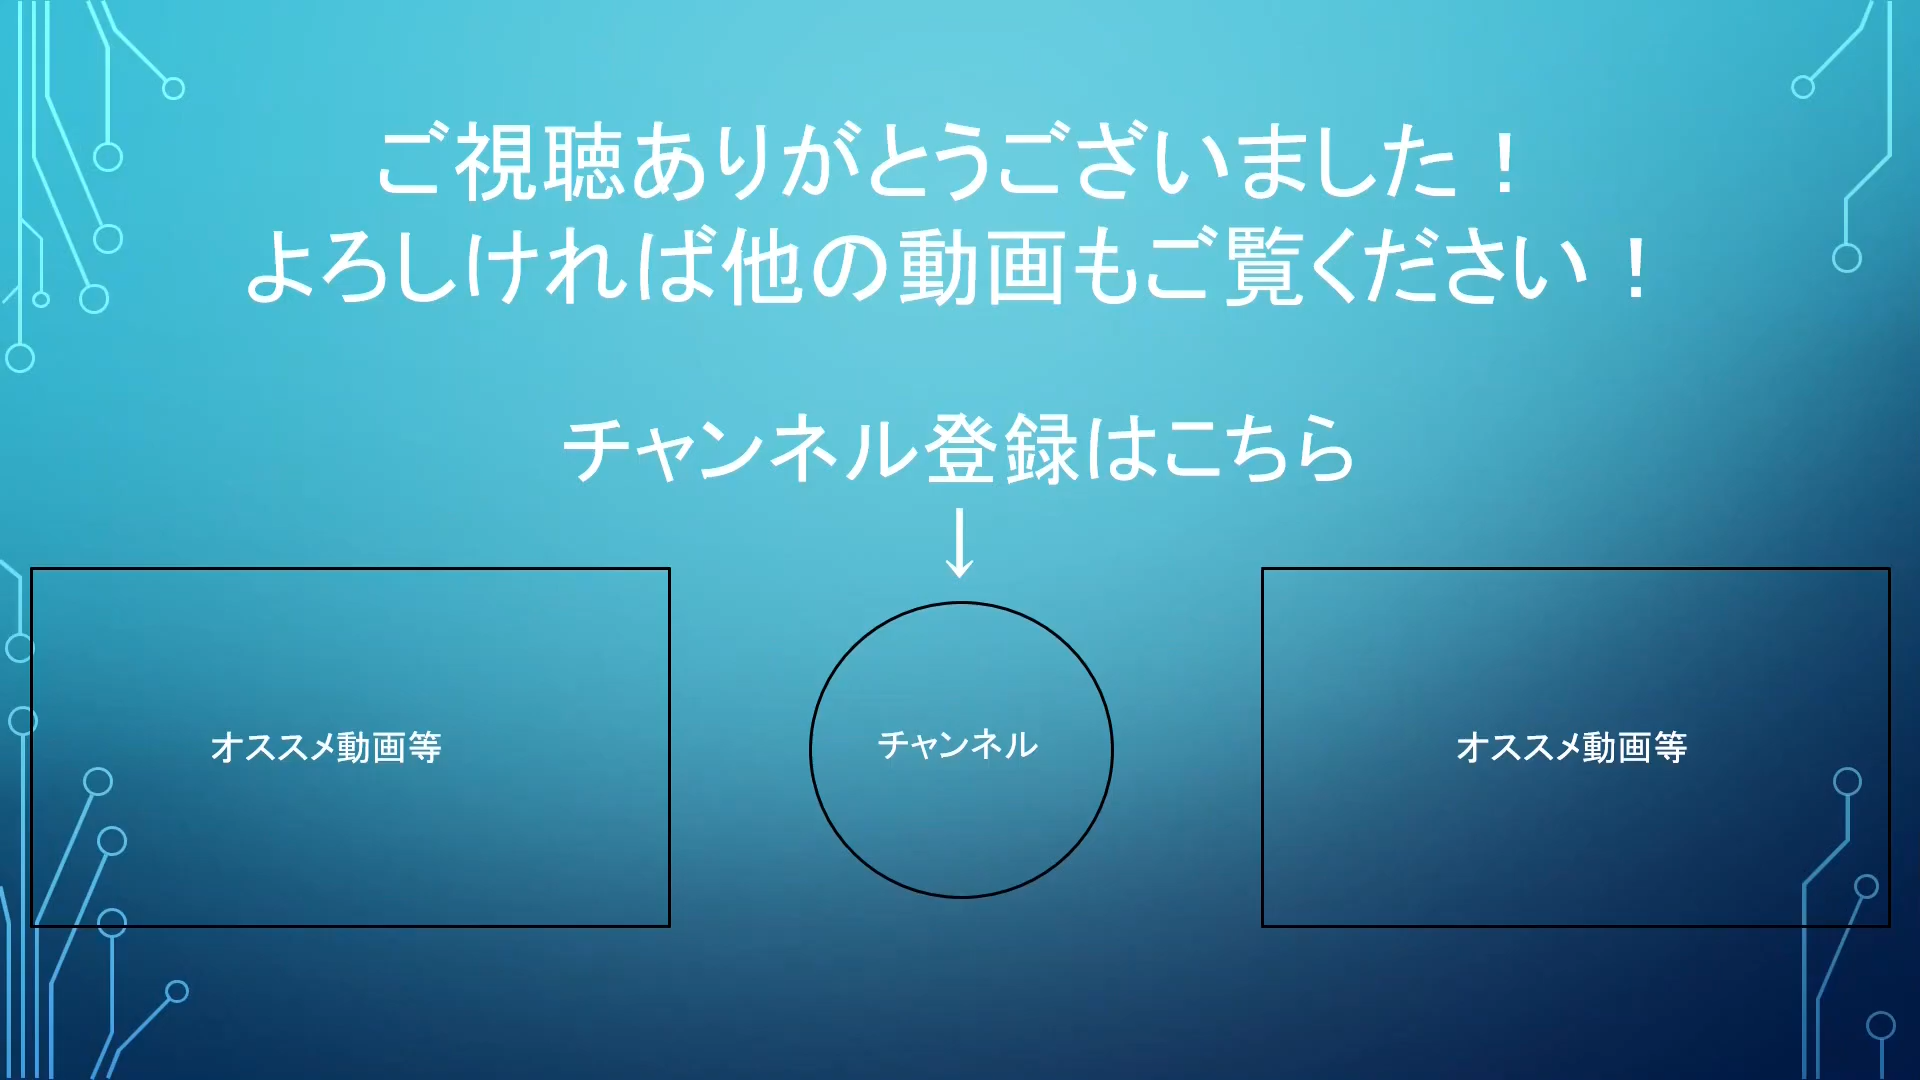 ご視聴ありがとうございました！
よろしければ他の動画もご覧ください！
チャンネル登録はこちら
↓
オススメ動画等
チャンネル
オススメ動画等